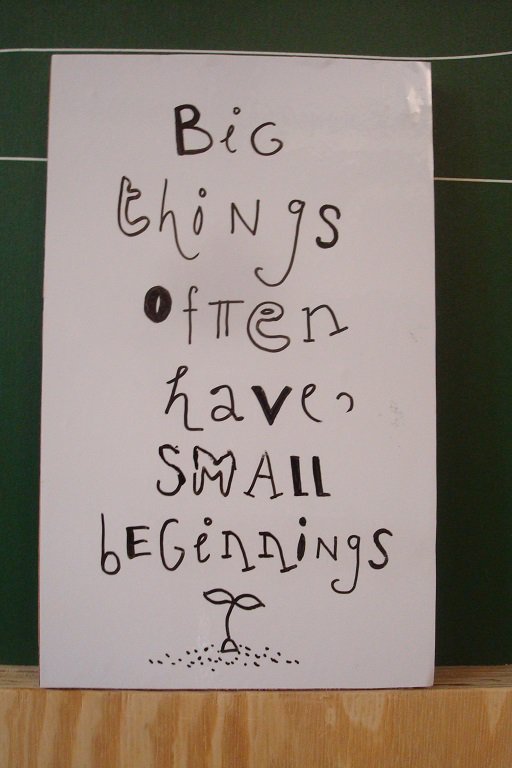 Big
things
often
have,
SMALL
bEGinniNgS